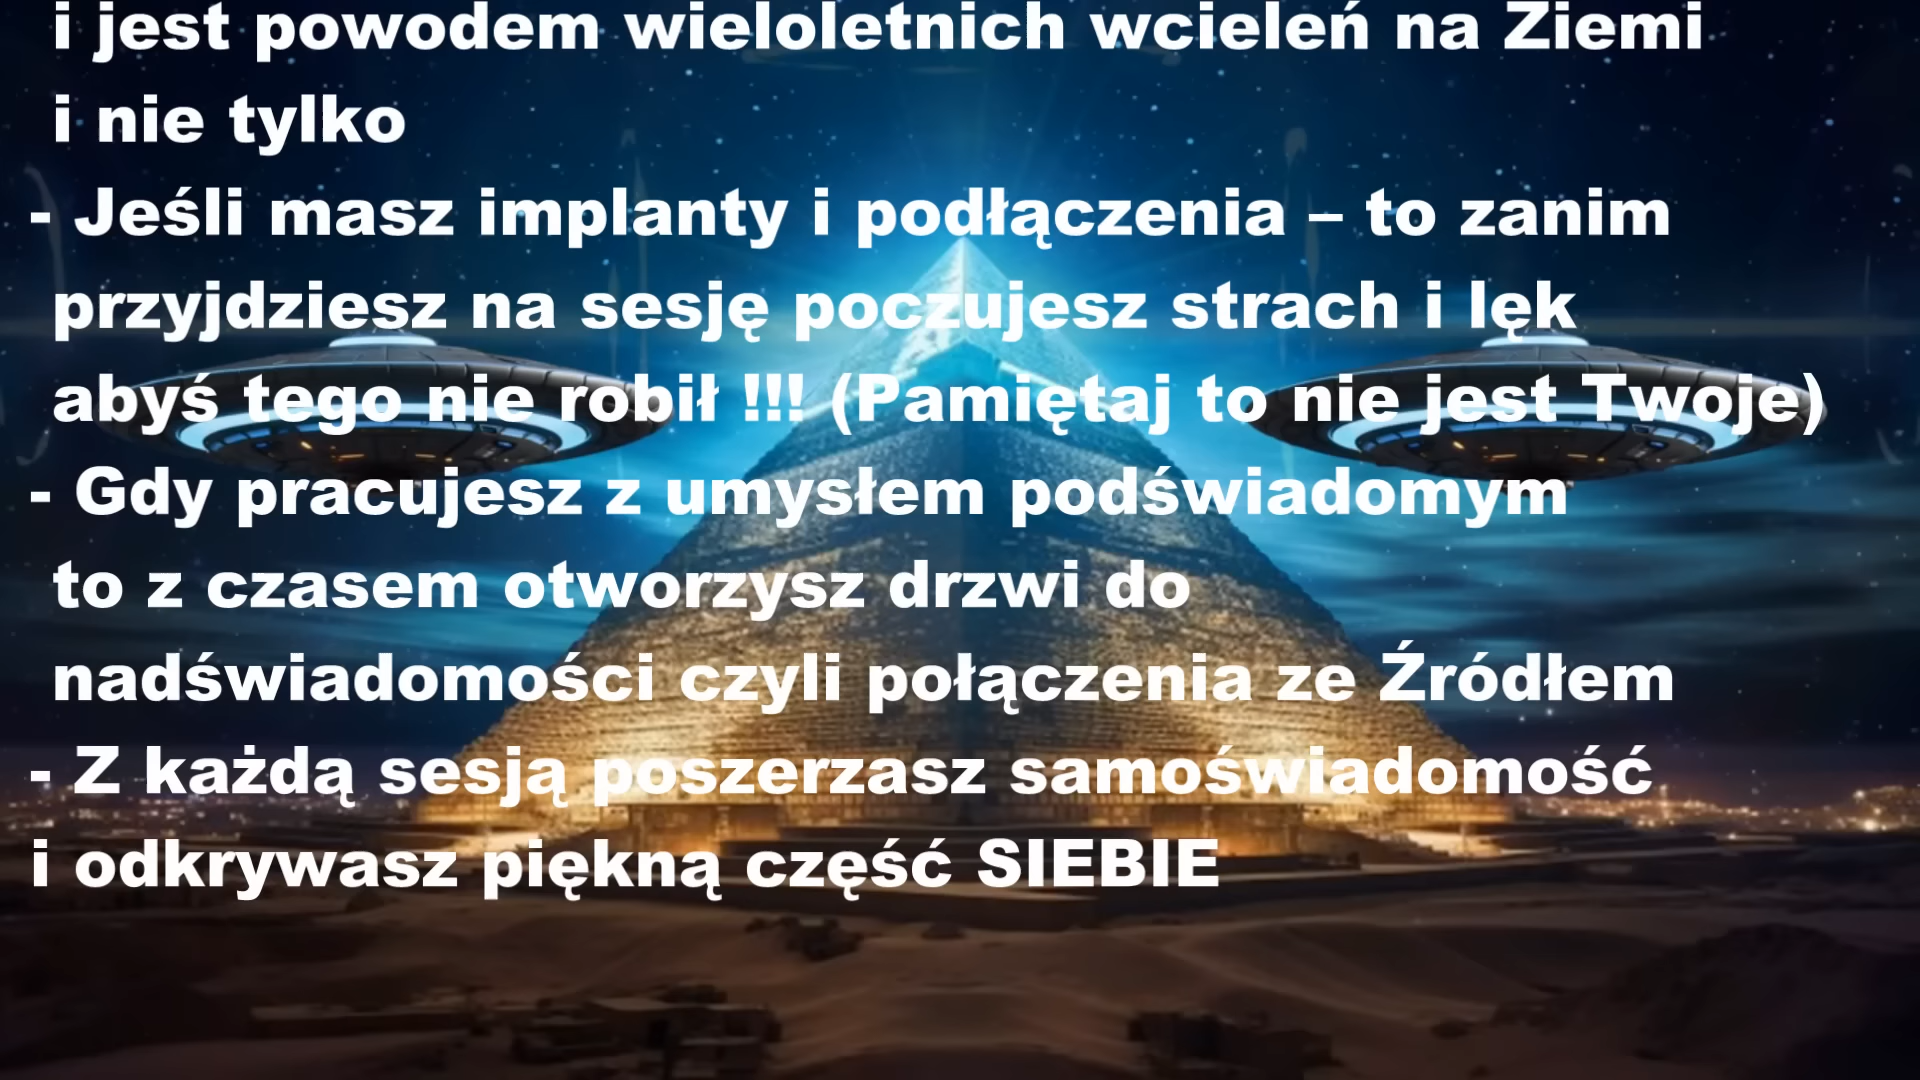 i jest powodem wieloletnich wcieleń na Ziemi
i nie tylko
- Jeśli masz implanty i podłączenia – to zanim
przyjdziesz na sesję poczujesz strach i lęk
abyś tego nie robił !!! (Pamiętaj to nie jest Twoje)
- Gdy pracujesz z umysłem podświadomym
to z czasem otworzysz drzwi do
nadświadomości czyli połączenia ze Źródłem
- Z każdą sesją poszerzasz samoświadomość
i odkrywasz piękną część SIEBIE